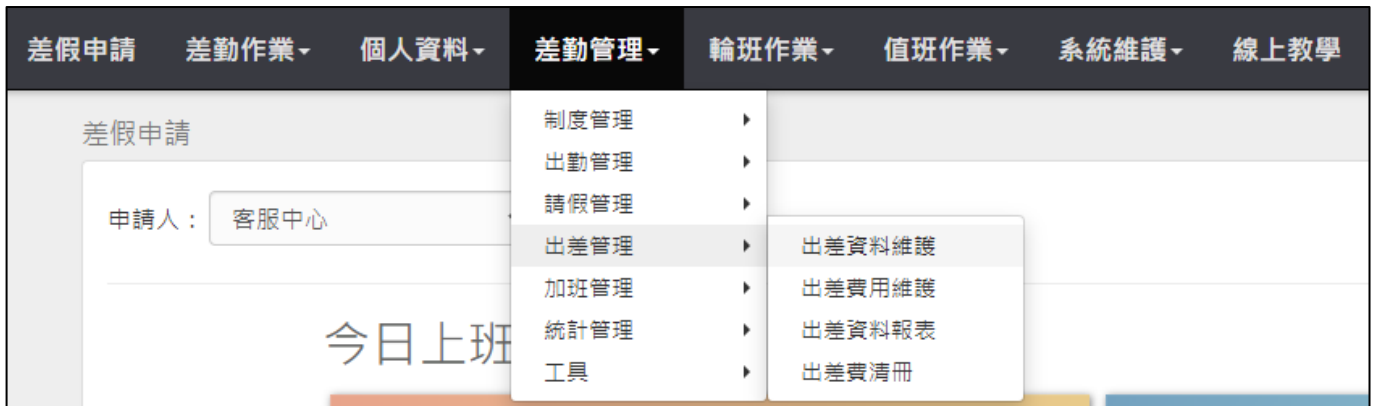 差假申請 差勤作業 個人資料 差勤管理 輪班作業 值班作業 系統維護 線上教學
差假申請
申請人：客服中心
制度管理
出勤管理
請假管理
出差管理
加班管理
統計管理
工具
出差資料維護
出差費用維護
出差資料報表
出差費清冊
今日上班